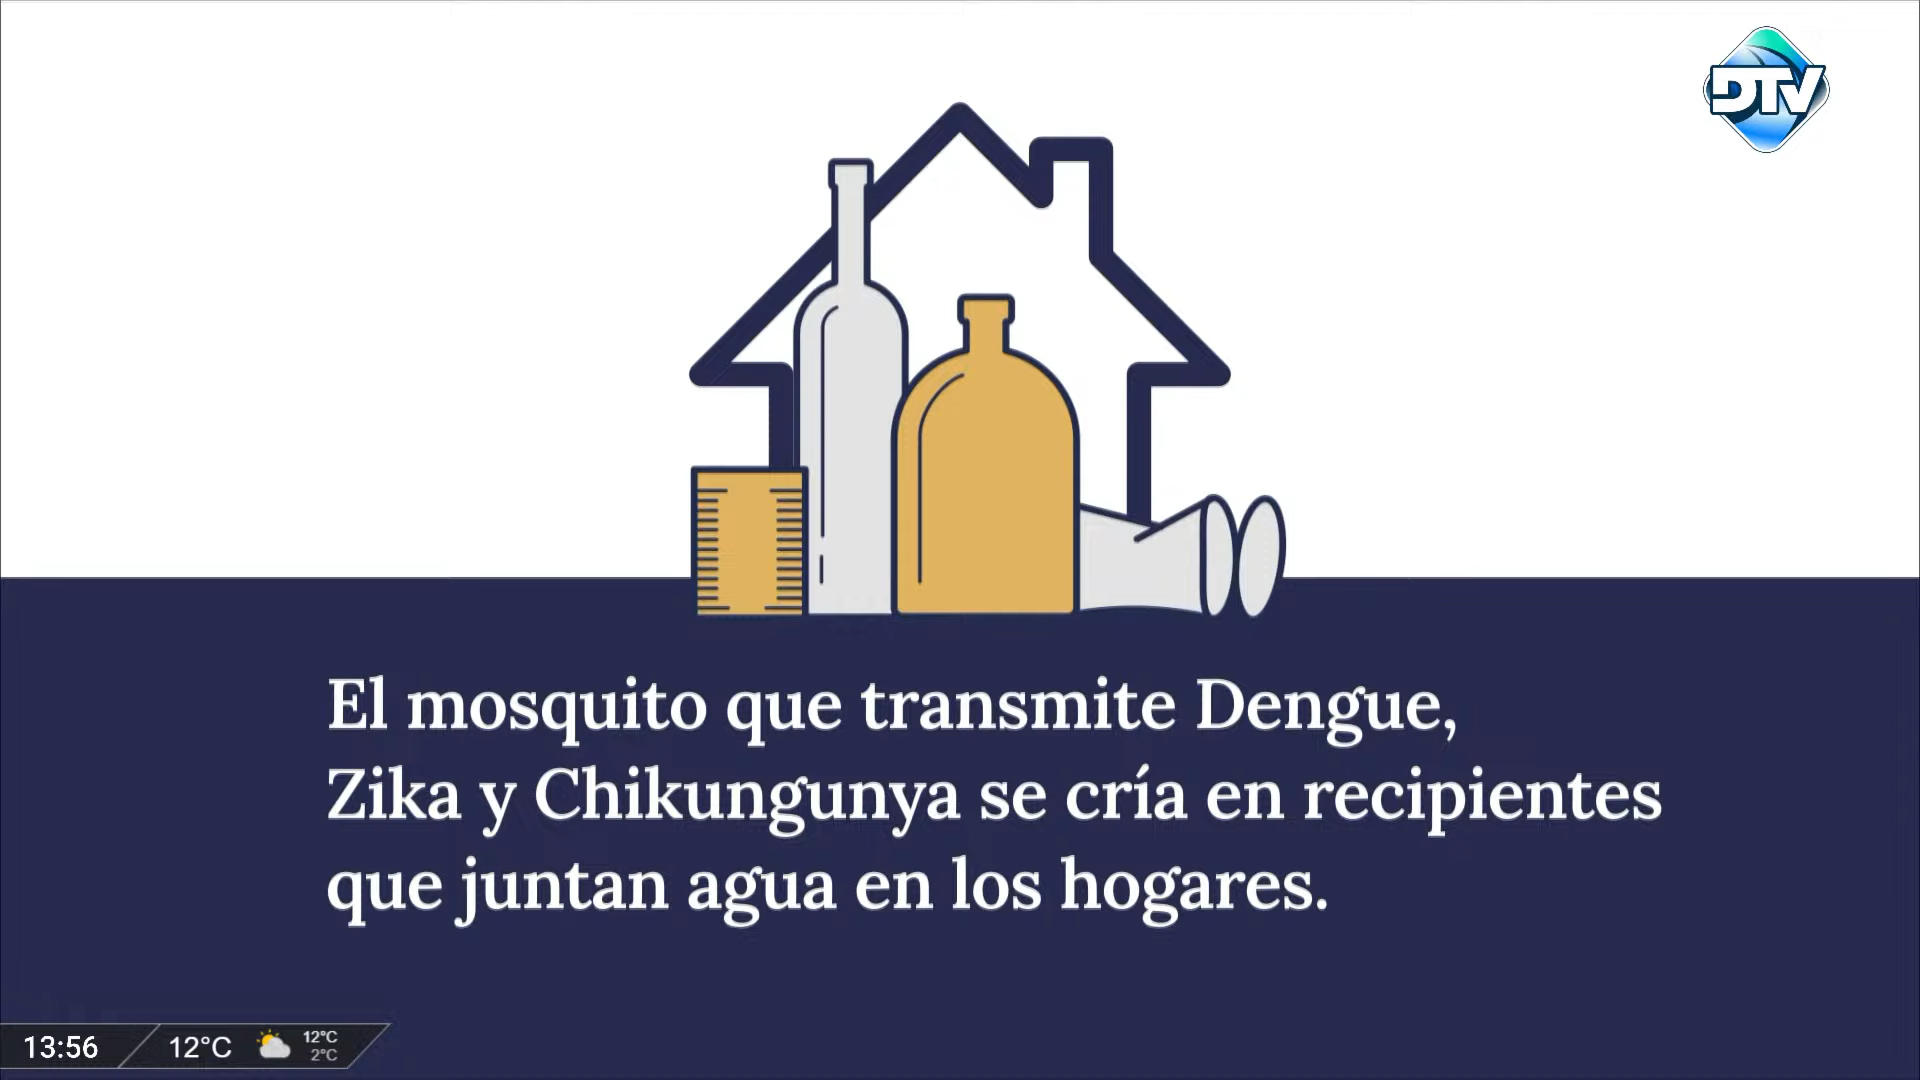 DTV
El mosquito que transmite Dengue,
Zika y Chikungunya se cría en recipientes
que juntan agua en los hogares.
13:56
12°C
12°C
2°C